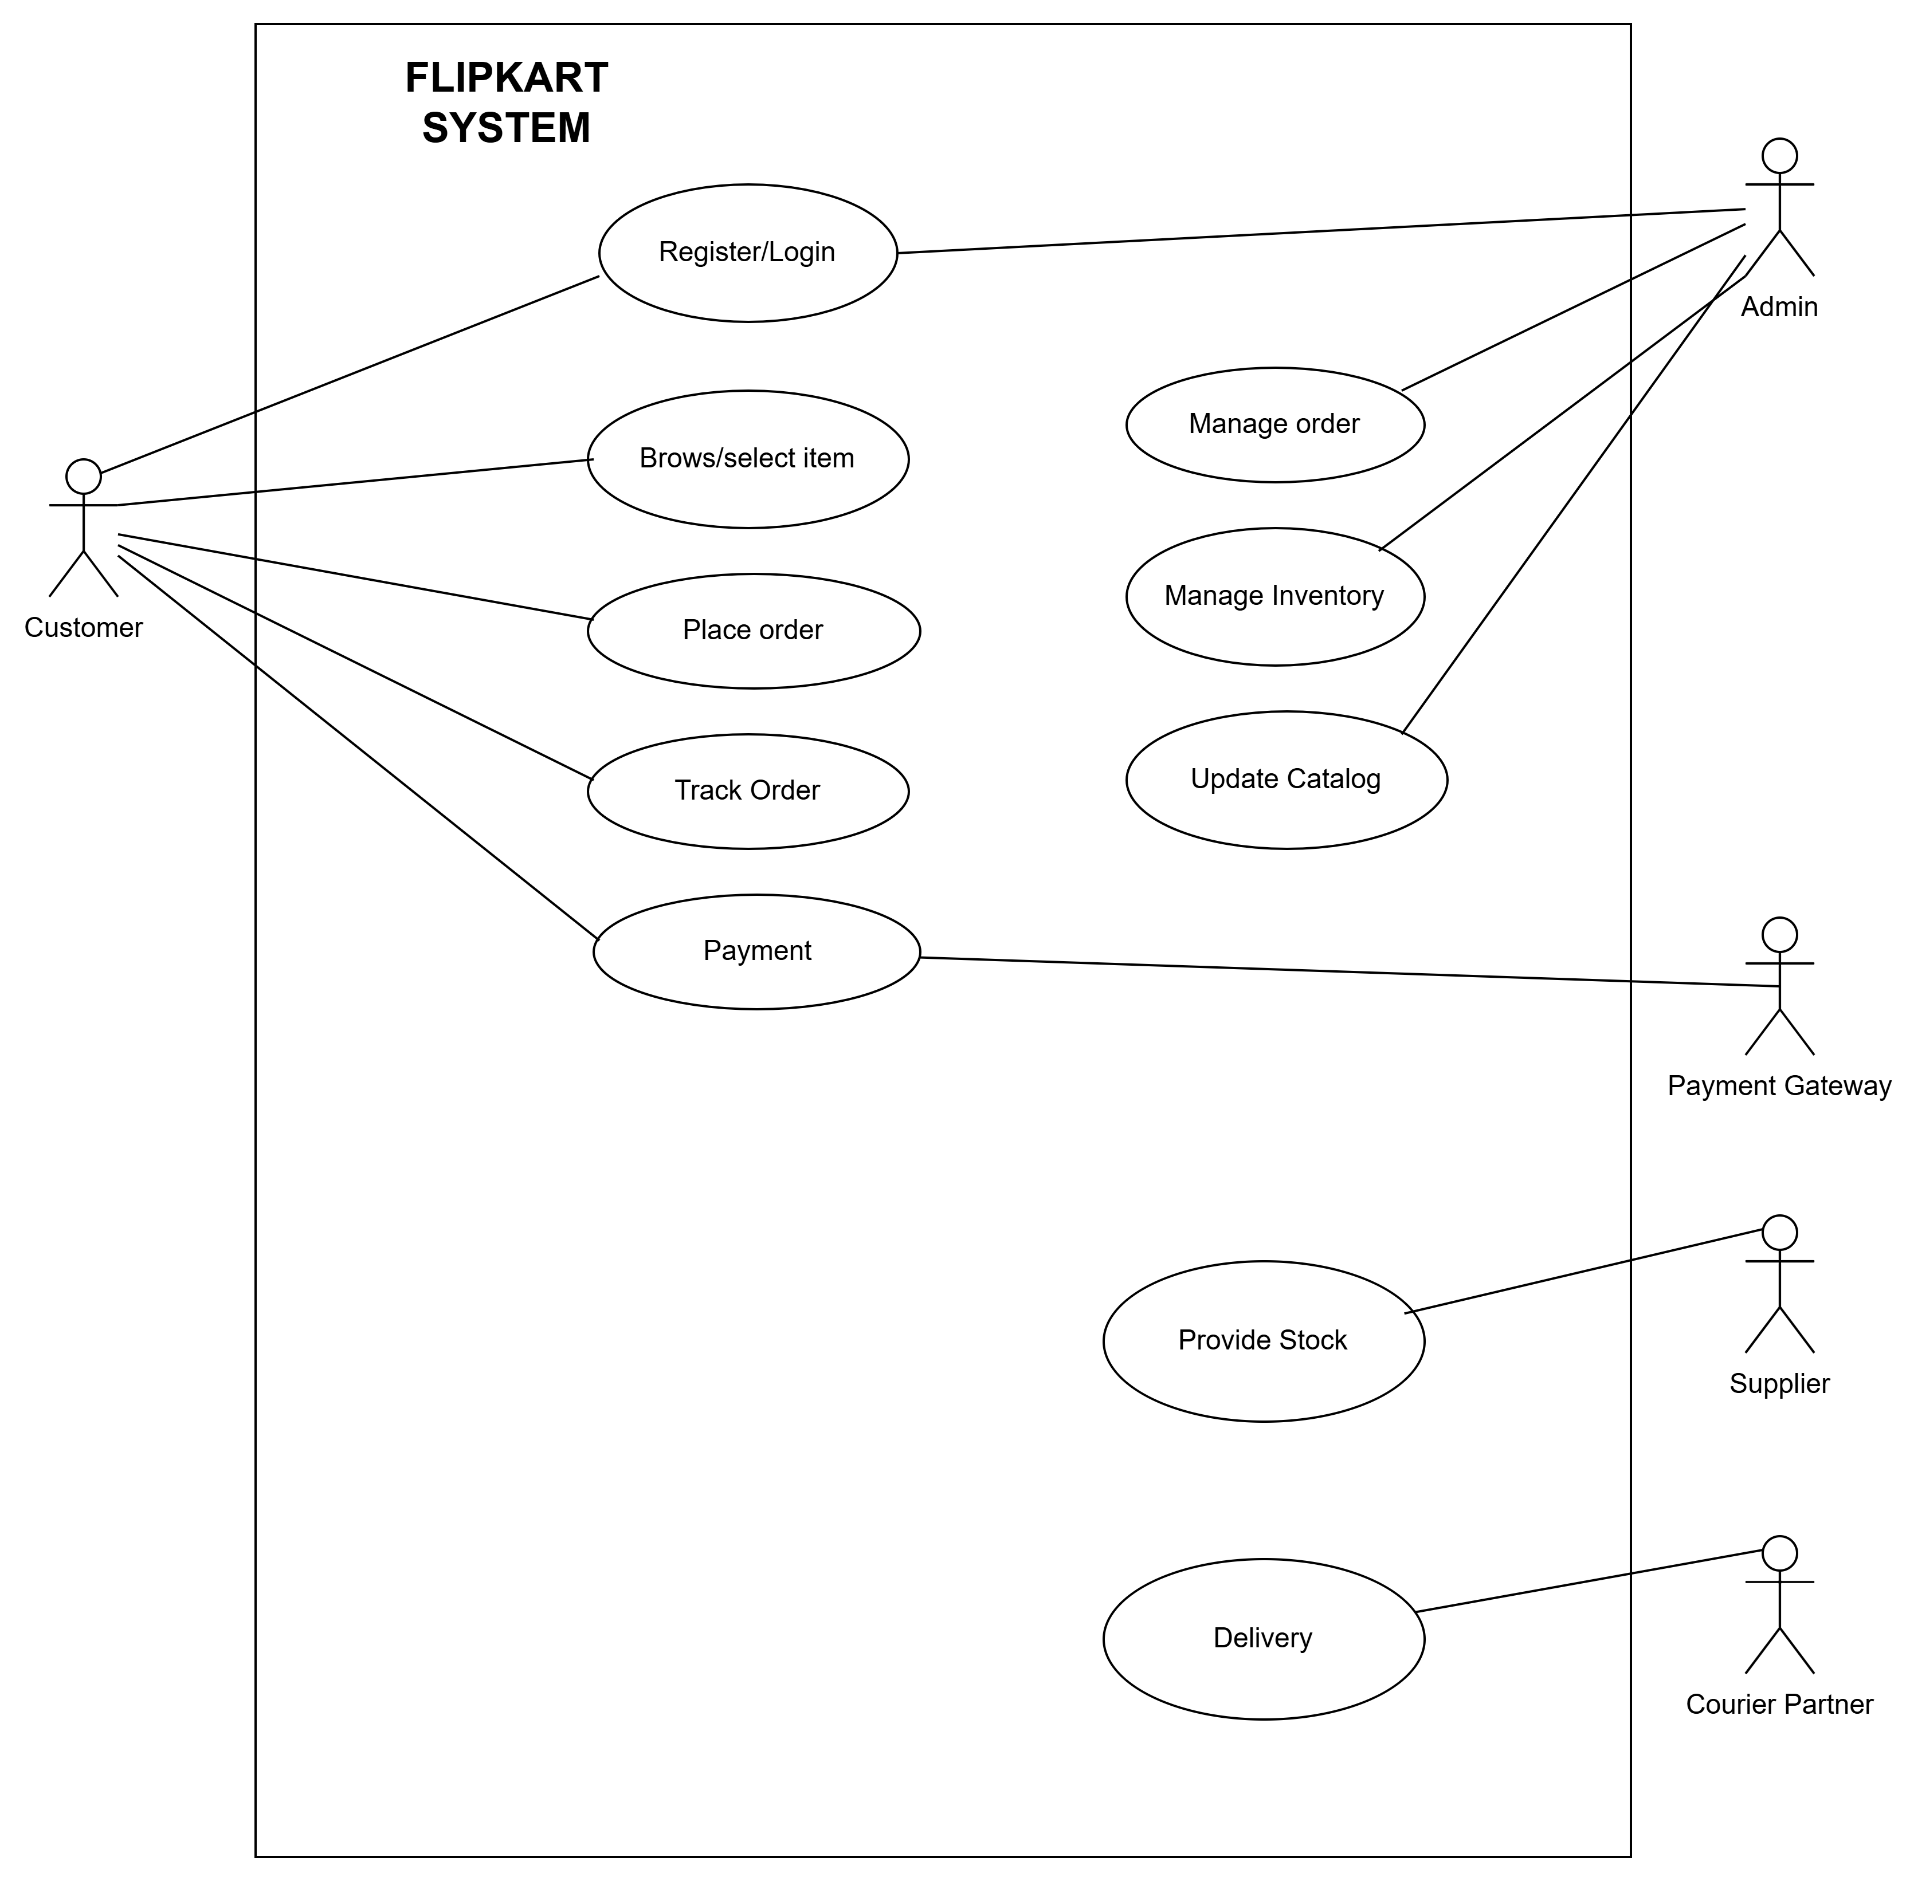 FLIPKART
SYSTEM
Register/Login
Admin
Manage order
Brows/select item
Manage Inventory
Customer
Place order
Update Catalog
Track Order
Payment
Payment Gateway
Provide Stock
Supplier
Delivery
Courier Partner